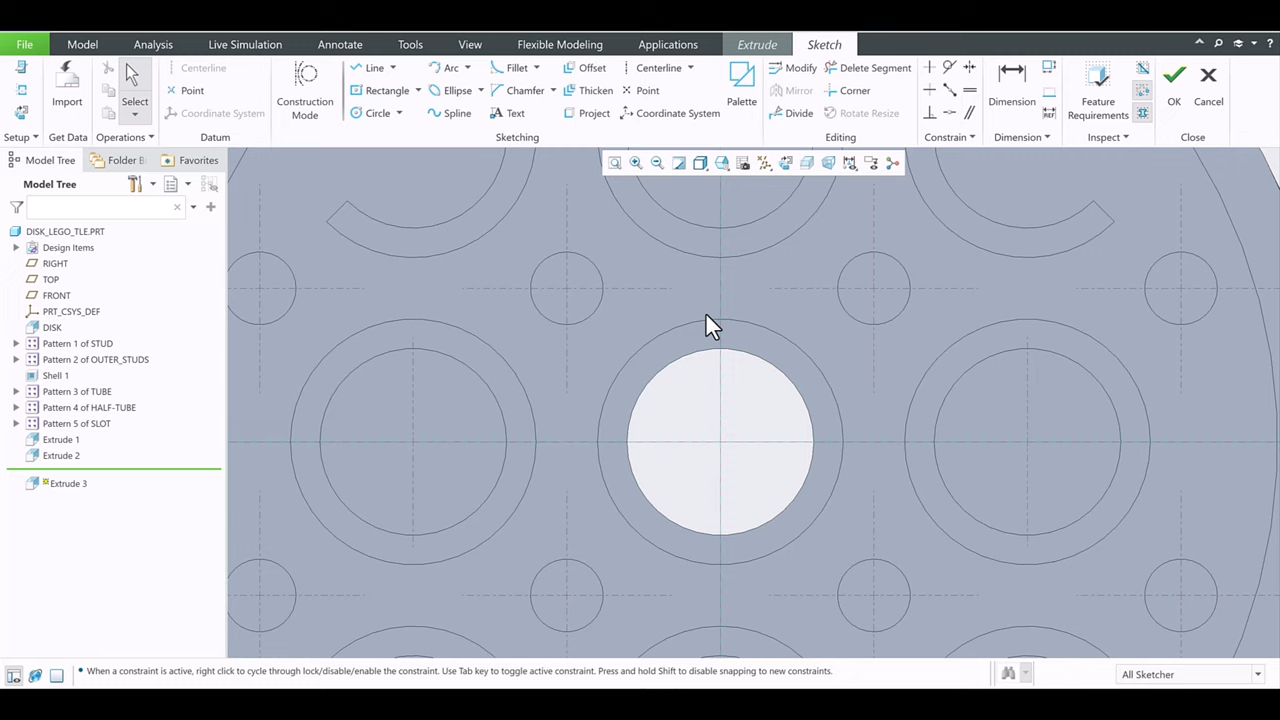 File Model Analysis Live Simulation Annotate Tools View Flexible Modeling Applications Extrude Sketch
Import
Select
Centerline
Point
Coordinate System
Construction
Mode
Line Arc Fillet Offset Centerline
Rectangle Ellipse Chamfer Thicken Point
Circle Spline Text Project Coordinate System
Palette
Modify Delete Segment
Mirror Corner
Divide Rotate Resize
Dimension
Feature
Requirements
OK Cancel
Setup Get Data Operations Datum Sketching Editing Constrain Dimension Inspect Close
Model Tree Folder B Favorites
Model Tree
DISK_LEGO_TLE.PRT
Design Items
RIGHT
TOP
FRONT
PRT_CSYS_DEF
DISK
Pattern 1 of STUD
Pattern 2 of OUTER_STUDS
Shell 1
Pattern 3 of TUBE
Pattern 4 of HALF-TUBE
Pattern 5 of SLOT
Extrude 1
Extrude 2
Extrude 3
When a constraint is active, right click to cycle through lock/disable/enable the constraint. Use Tab key to toggle active constraint. Press and hold Shift to disable snapping to new constraints.
All Sketcher